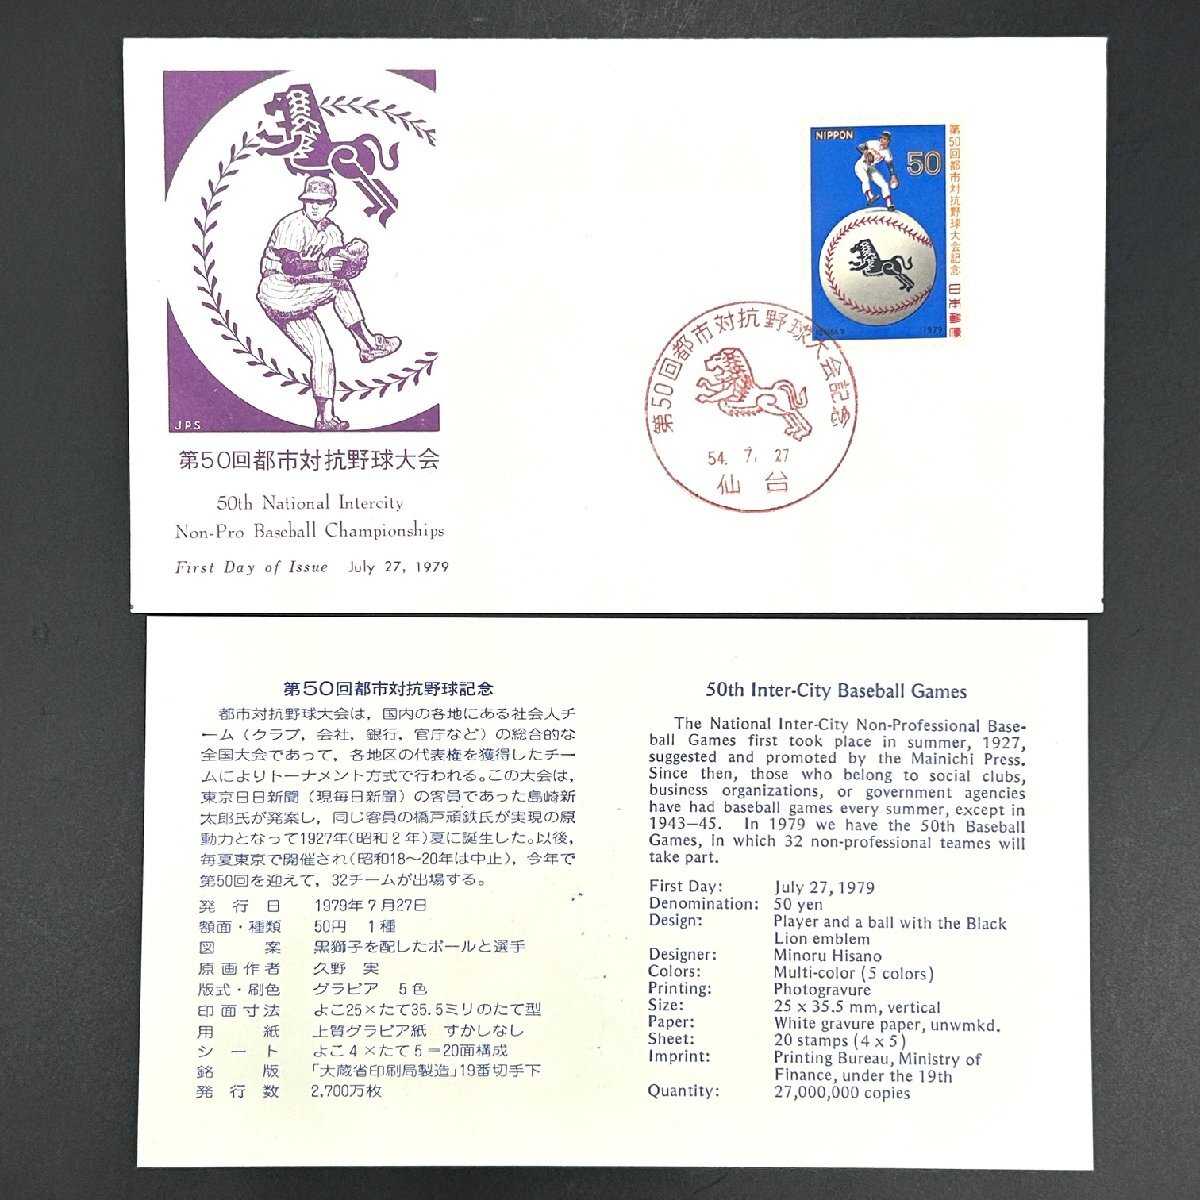 J.P.S.
第50回都市対抗野球大会
50th National Intercity
Non-Pro Baseball Championships
First Day of Issue July 27, 1979
NIPPON
50
第50回都市対抗野球大会記念 日本郵便
1979
第50回都市対抗野球大会記念
54. 7. 27
仙台
第50回都市対抗野球記念
都市対抗野球大会は，国内の各地にある社会人チ
ーム（クラブ，会社，銀行，官庁など）の総合的な
全国大会であって，各地区の代表権を獲得したチー
ムによりトーナメント方式で行われる。この大会は，
東京日日新聞（現毎日新聞）の客員であった島崎新
太郎氏が発案し，同じ客員の橋戸頑鉄氏が実現の原
動力となって1927年（昭和2年）夏に誕生した。以後，
毎夏東京で開催され（昭和18～20年は中止），今年で
第50回を迎えて，32チームが出場する。
発行日 1979年7月27日
額面・種類 50円 1種
図案 黒獅子を配したボールと選手
原画作者 久野 実
版式・刷色 グラビア 5色
印面寸法 よこ25×たて35.5ミリのたて型
用紙 上質グラビア紙 すかしなし
シート よこ4×たて5＝20面構成
銘版 「大蔵省印刷局製造」19番切手下
発行数 2,700万枚
50th Inter-City Baseball Games
The National Inter-City Non-Professional Base-
ball Games first took place in summer, 1927,
suggested and promoted by the Mainichi Press.
Since then, those who belong to social clubs,
business organizations, or government agencies
have had baseball games every summer, except in
1943—45. In 1979 we have the 50th Baseball
Games, in which 32 non-professional teames will
take part.
First Day: July 27, 1979
Denomination: 50 yen
Design: Player and a ball with the Black
Lion emblem
Designer: Minoru Hisano
Colors: Multi-color (5 colors)
Printing: Photogravure
Size: 25 x 35.5 mm, vertical
Paper: White gravure paper, unwmkd.
Sheet: 20 stamps (4 x 5)
Imprint: Printing Bureau, Ministry of
Finance, under the 19th
Quantity: 27,000,000 copies